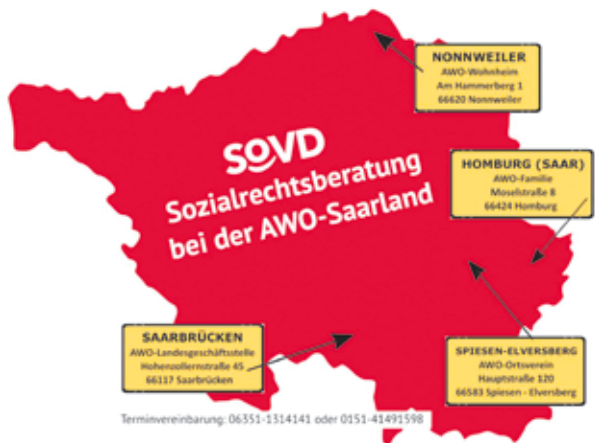 NONNWEILER
AWO-Wohnheim
Am Hammerberg 1
66620 Nonnweiler
SoVD
Sozialrechtsberatung
bei der AWO-Saarland
HOMBURG (SAAR)
AWO-Familie
Moselstraße 8
66424 Homburg
SAARBRÜCKEN
AWO-Landesgeschäftsstelle
Hohenzollernstraße 45
66117 Saarbrücken
SPIESEN-ELVERSBERG
AWO-Ortsverein
Hauptstraße 120
66583 Spiesen - Elversberg
Terminvereinbarung: 06351-1314141 oder 0151-41491598